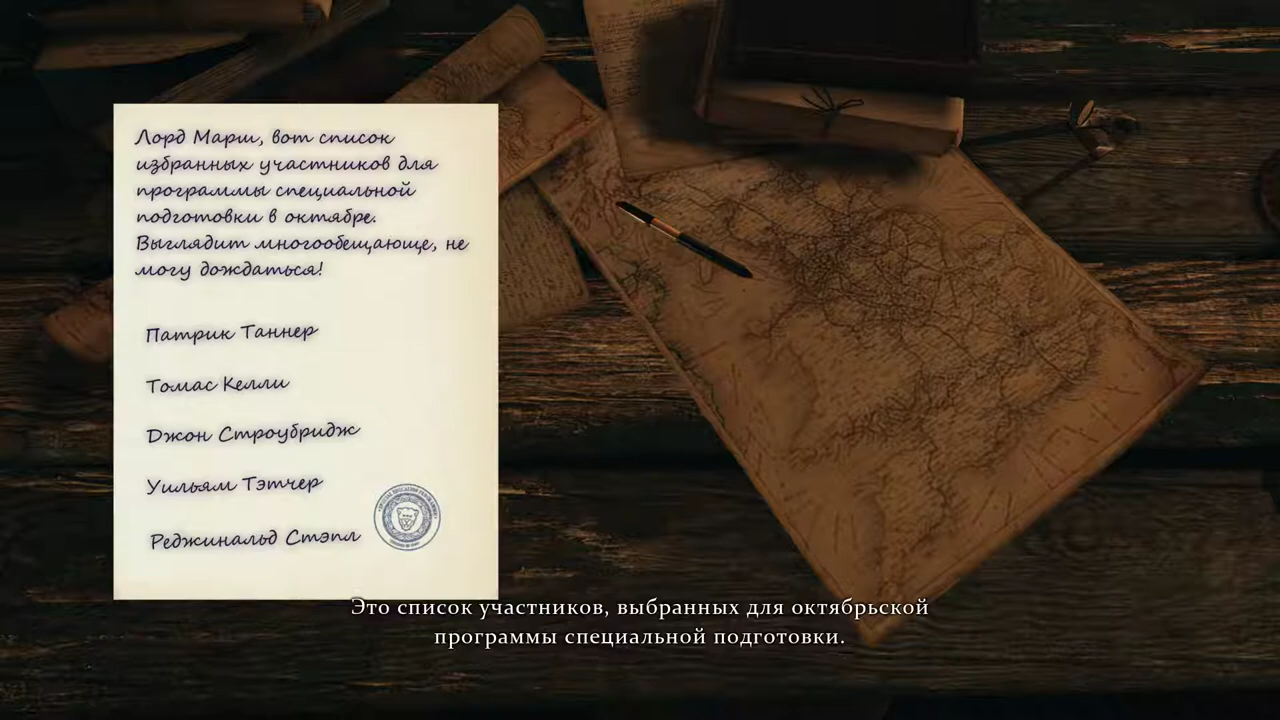 Лорд Марш, вот список
избранных участников для
программы специальной
подготовки в октябре.
Выглядит многообещающе, не
могу дождаться!
Патрик Таннер
Томас Келли
Джон Строубридж
Уильям Тэтчер
Реджинальд Стэпл
Это список участников, выбранных для октябрьской
программы специальной подготовки.